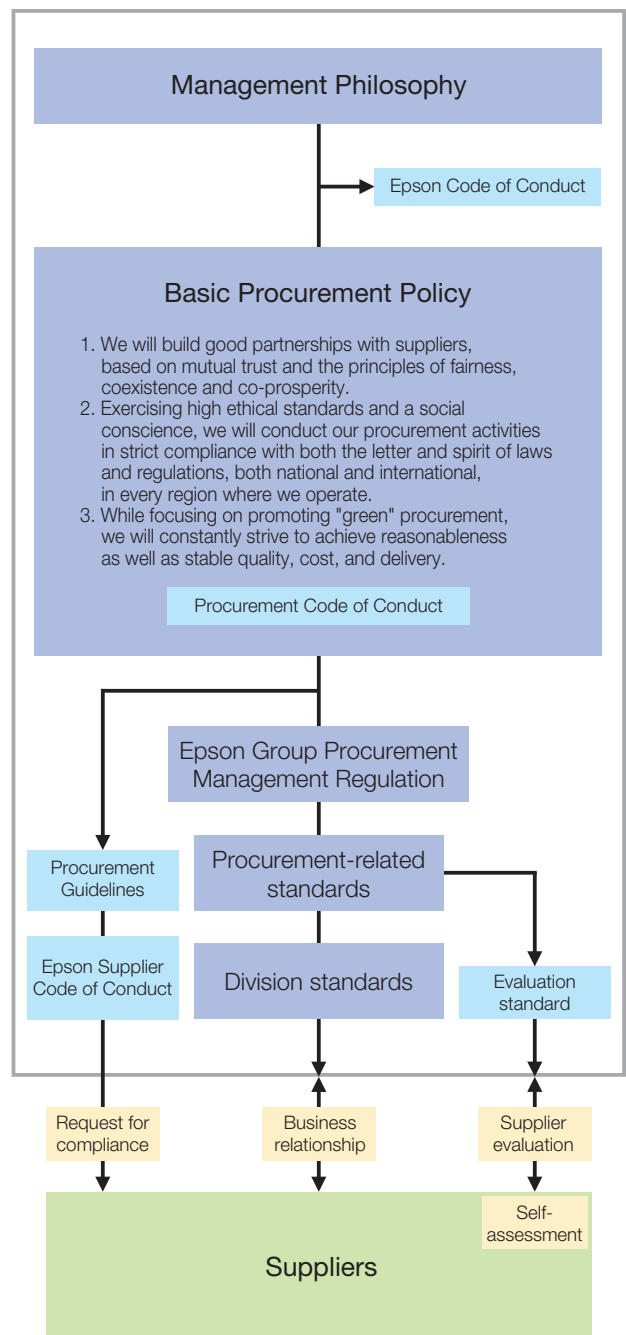 Management Philosophy
Epson Code of Conduct
Basic Procurement Policy
1. We will build good partnerships with suppliers,
based on mutual trust and the principles of fairness,
coexistence and co-prosperity.
2. Exercising high ethical standards and a social
conscience, we will conduct our procurement activities
in strict compliance with both the letter and spirit of laws
and regulations, both national and international,
in every region where we operate.
3. While focusing on promoting "green" procurement,
we will constantly strive to achieve reasonableness
as well as stable quality, cost, and delivery.
Procurement Code of Conduct
Epson Group Procurement
Management Regulation
Procurement
Guidelines
Procurement-related
standards
Epson Supplier
Code of Conduct
Division standards
Evaluation
standard
Request for
compliance
Business
relationship
Supplier
evaluation
Self-
assessment
Suppliers